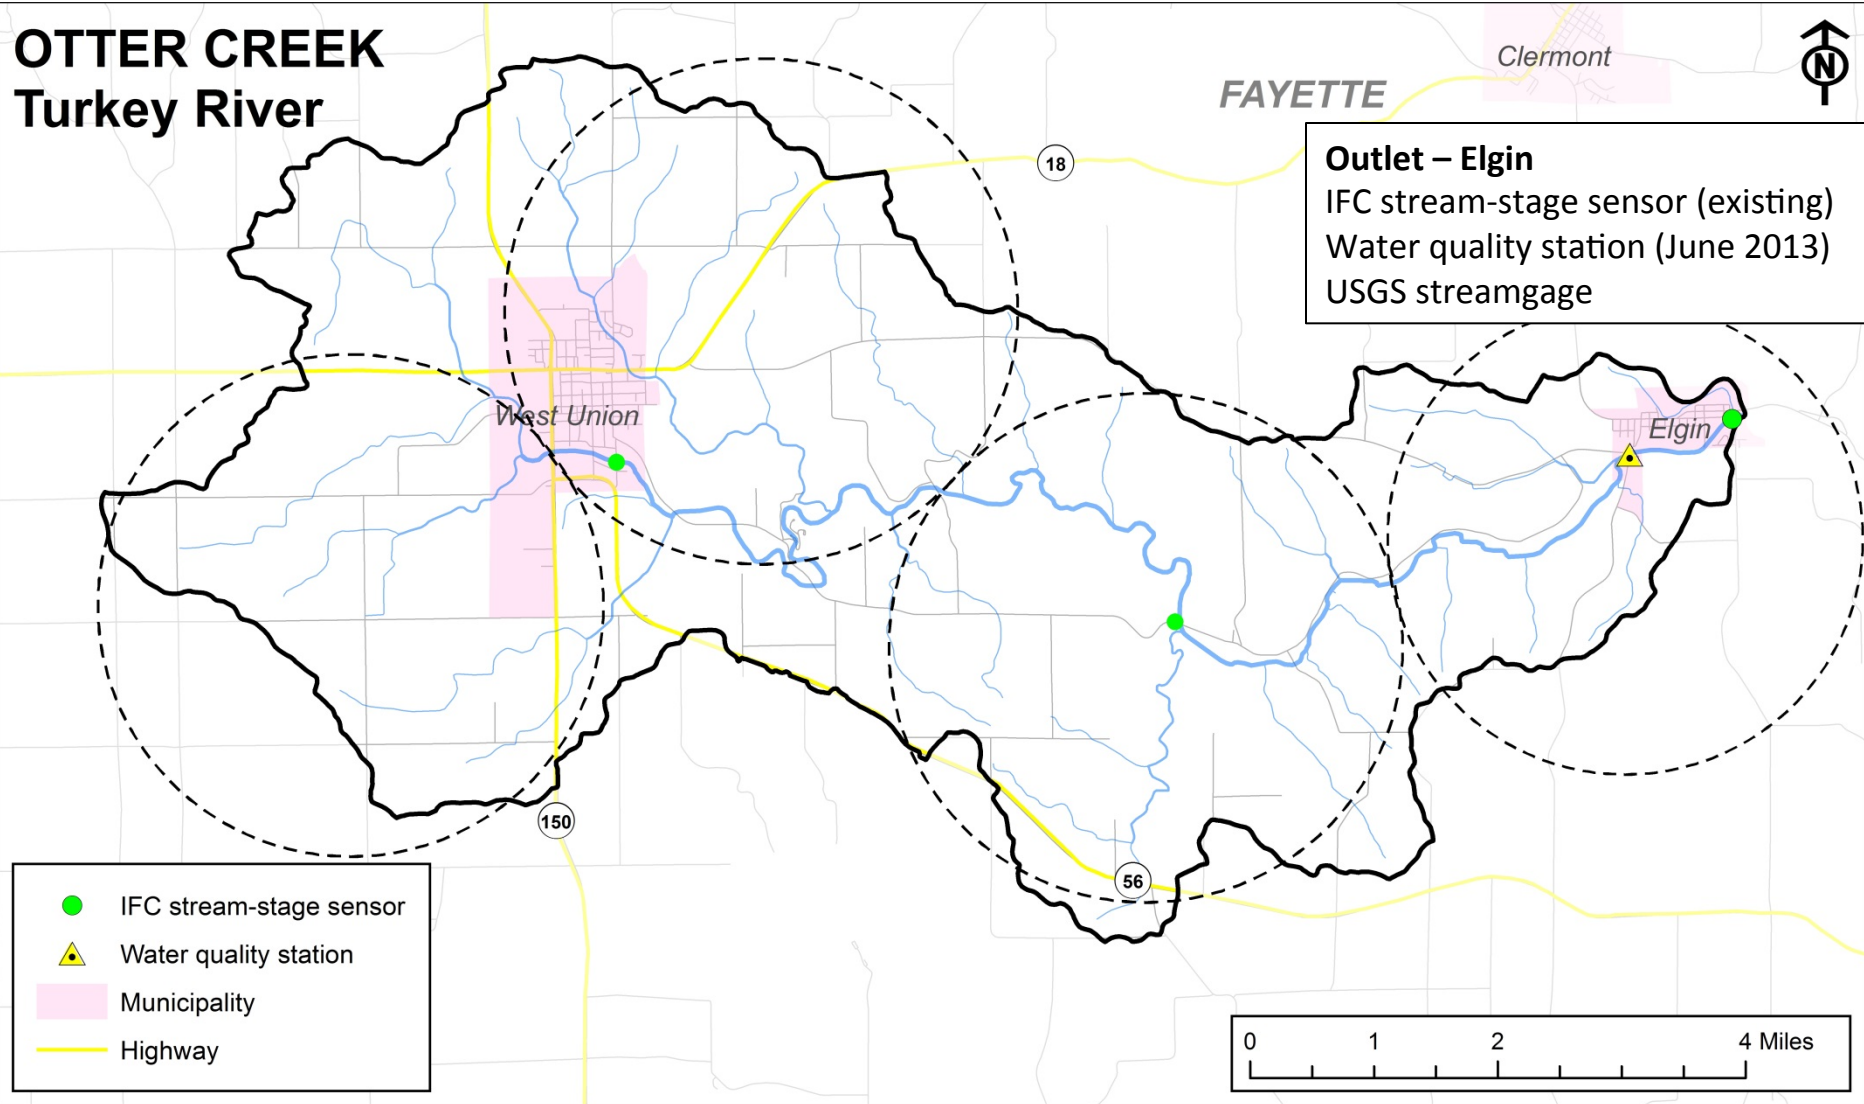 OTTER CREEK
Turkey River
Clermont
FAYETTE
N
18
Outlet – Elgin
IFC stream-stage sensor (existing)
Water quality station (June 2013)
USGS streamgage
West Union
Elgin
150
56
IFC stream-stage sensor
Water quality station
Municipality
Highway
0 1 2 4 Miles